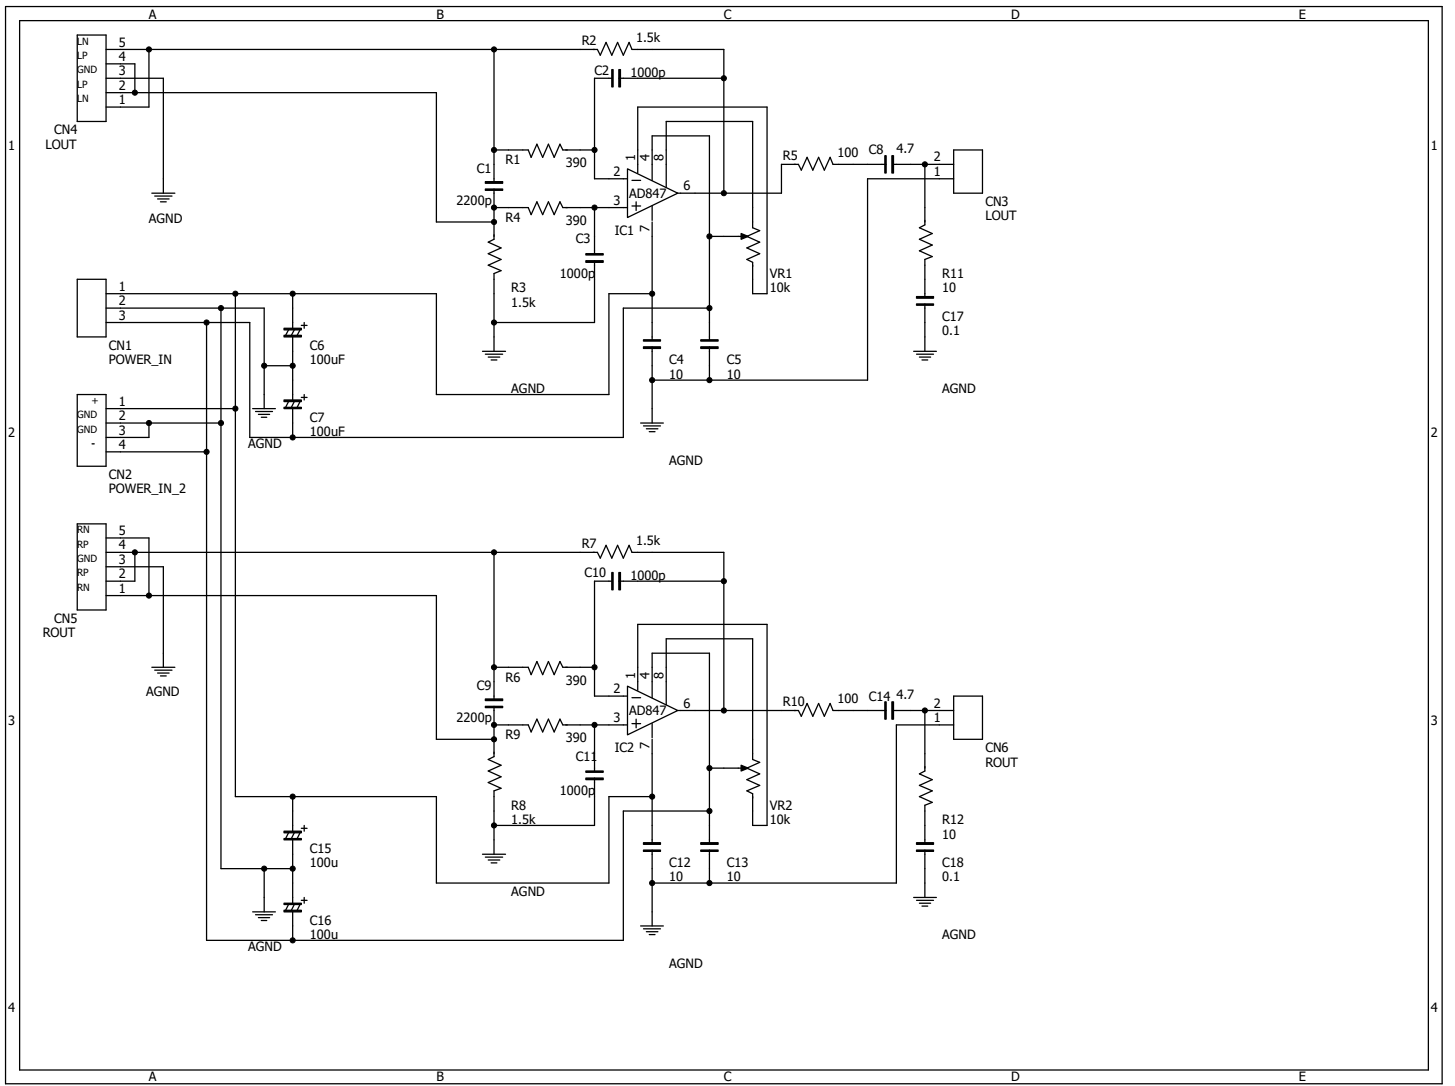 A B C D E
LN 5
LP 4
GND 3
LP 2
LN 1
CN4
LOUT
AGND
R2 1.5k
C2 1000p
1 1
1 4 8
C1
2200p
R1 390
R4 390
2
3
AD847
6
7
IC1
C3
1000p
R3
1.5k
AGND
R5 100 C8 4.7
2
1
CN3
LOUT
VR1
10k
R11
10
C17
0.1
AGND
1
2
3
CN1
POWER_IN
C6
100uF
C7
100uF
AGND
C4
10
C5
10
AGND
+ 1
GND 2
GND 3
- 4
CN2
POWER_IN_2
2 2
RN 5
RP 4
GND 3
RP 2
RN 1
CN5
ROUT
AGND
R7 1.5k
C10 1000p
1 4 8
C9
2200p
R6 390
R9 390
2
3
AD847
6
7
IC2
C11
1000p
R8
1.5k
AGND
R10 100 C14 4.7
2
1
CN6
ROUT
3 3
VR2
10k
R12
10
C18
0.1
AGND
C15
100u
C16
100u
AGND
C12
10
C13
10
AGND
4 4
A B C D E